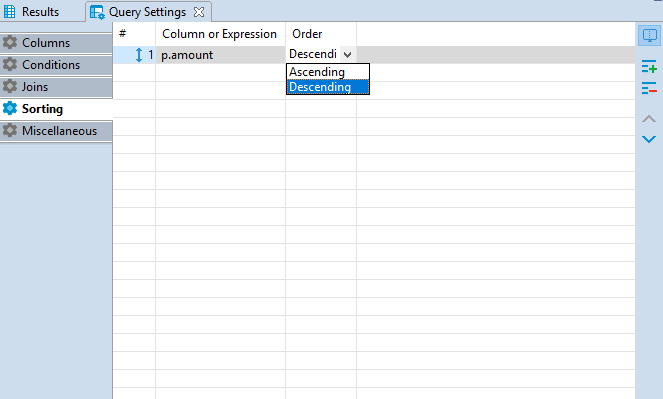 Results Query Settings
# Column or Expression Order
Columns
1 p.amount Descendi
Conditions
Ascending
Joins
Descending
Sorting
Miscellaneous